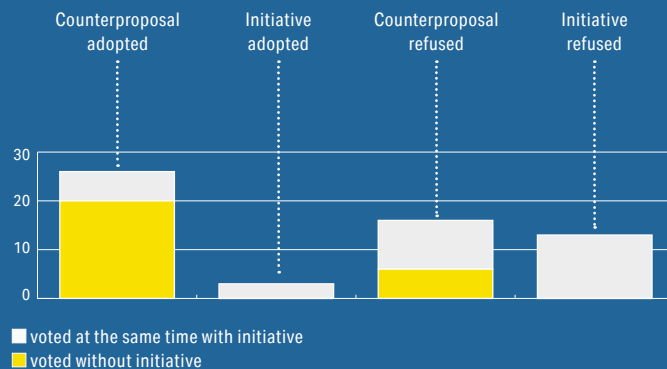 Counterproposal
adopted
Initiative
adopted
Counterproposal
refused
Initiative
refused
30
20
10
0
voted at the same time with initiative
voted without initiative